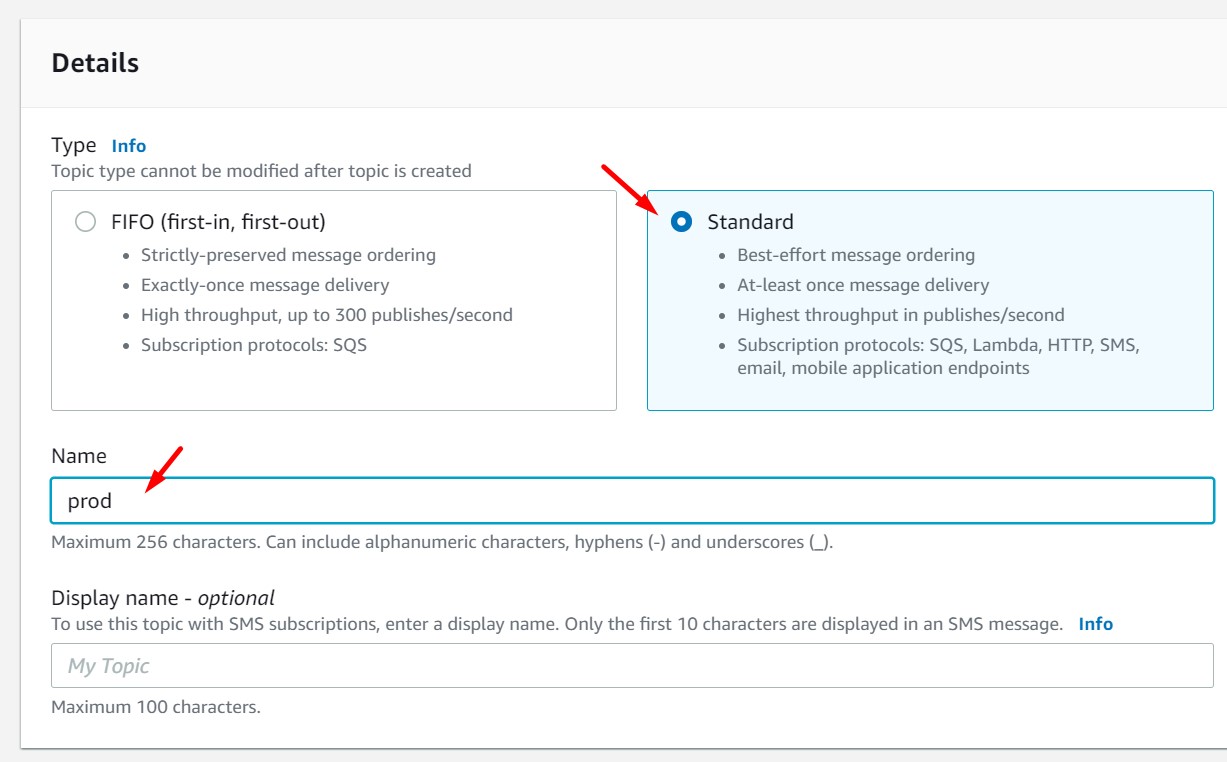 Details
Type Info
Topic type cannot be modified after topic is created
FIFO (first-in, first-out)
Strictly-preserved message ordering
Exactly-once message delivery
High throughput, up to 300 publishes/second
Subscription protocols: SQS
Standard
Best-effort message ordering
At-least once message delivery
Highest throughput in publishes/second
Subscription protocols: SQS, Lambda, HTTP, SMS,
email, mobile application endpoints
Name
prod
Maximum 256 characters. Can include alphanumeric characters, hyphens (-) and underscores (_).
Display name - optional
To use this topic with SMS subscriptions, enter a display name. Only the first 10 characters are displayed in an SMS message. Info
My Topic
Maximum 100 characters.